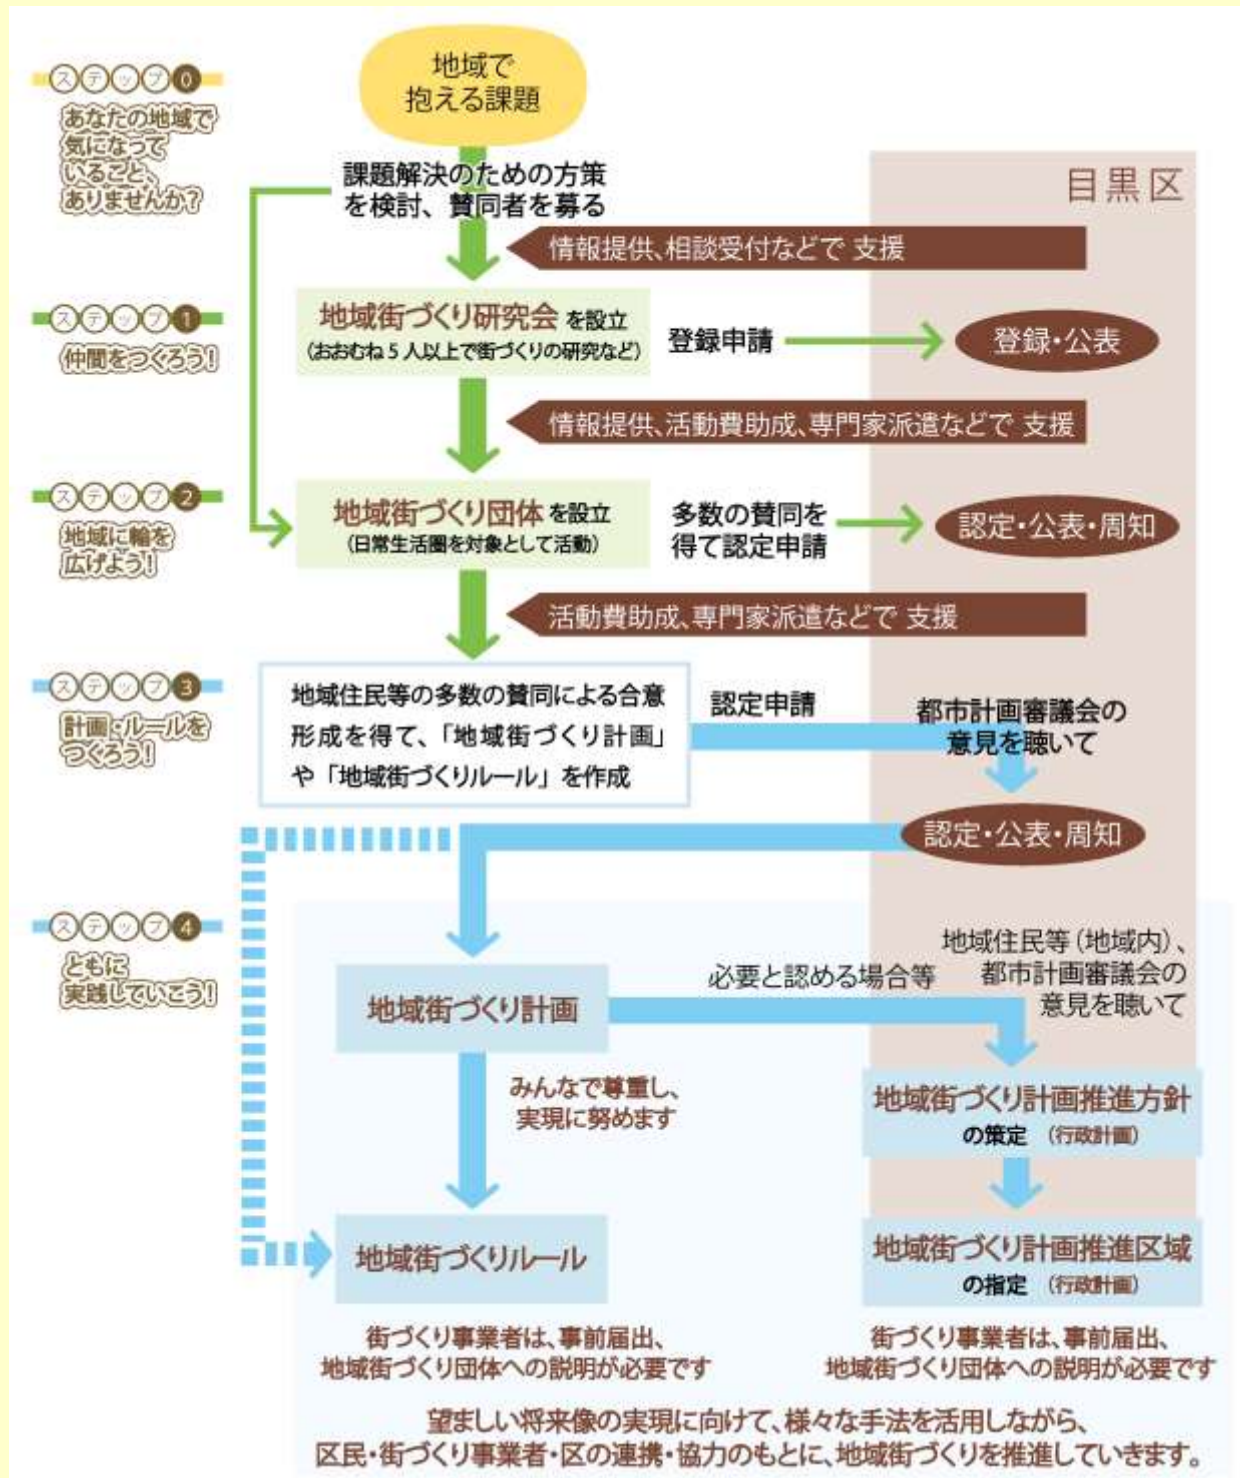 地域で
抱える課題
ステップ0
あなたの地域で
気になって
いること、
ありませんか?
課題解決のための方策
を検討、賛同者を募る
目黒区
情報提供、相談受付などで 支援
ステップ1
仲間をつくろう!
地域街づくり研究会 を設立
(おおむね5人以上で街づくりの研究など)
登録申請
登録・公表
情報提供、活動費助成、専門家派遣などで 支援
ステップ2
地域に輪を
広げよう!
地域街づくり団体 を設立
(日常生活圏を対象として活動)
多数の賛同を
得て認定申請
認定・公表・周知
活動費助成、専門家派遣などで 支援
ステップ3
計画・ルールを
つくろう!
地域住民等の多数の賛同による合意
形成を得て、「地域街づくり計画」
や「地域街づくりルール」を作成
認定申請
都市計画審議会の
意見を聴いて
認定・公表・周知
ステップ4
ともに
実践していこう!
地域街づくり計画
必要と認める場合等
地域住民等(地域内)、
都市計画審議会の
意見を聴いて
みんなで尊重し、
実現に努めます
地域街づくり計画推進方針
の策定 (行政計画)
地域街づくりルール
地域街づくり計画推進区域
の指定 (行政計画)
街づくり事業者は、事前届出、
地域街づくり団体への説明が必要です
街づくり事業者は、事前届出、
地域街づくり団体への説明が必要です
望ましい将来像の実現に向けて、様々な手法を活用しながら、
区民・街づくり事業者・区の連携・協力のもとに、地域街づくりを推進していきます。